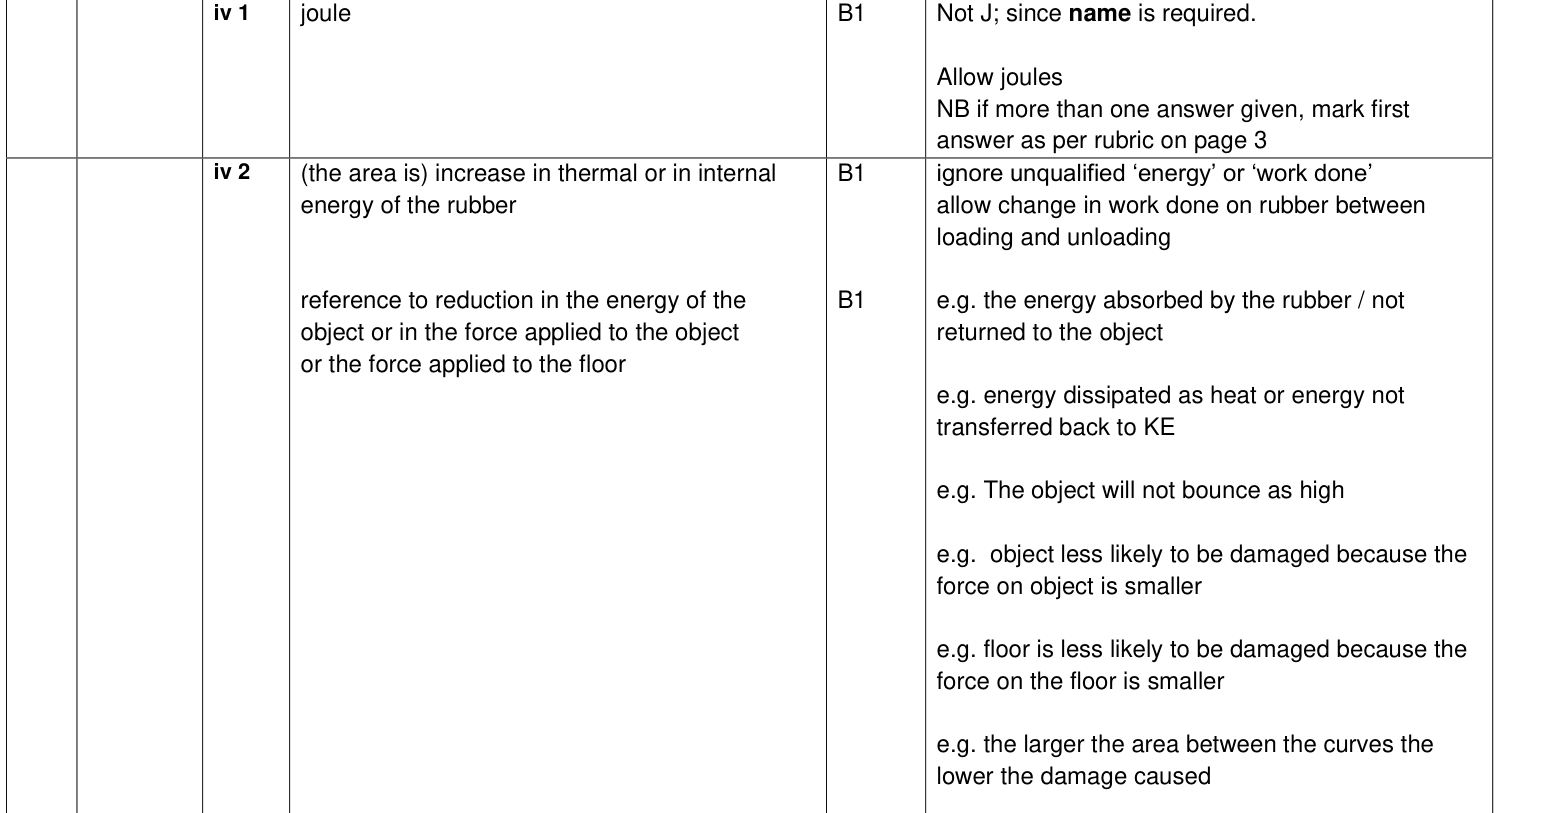 iv 1 joule B1 Not J; since name is required.
Allow joules
NB if more than one answer given, mark first
answer as per rubric on page 3
iv 2 (the area is) increase in thermal or in internal B1 ignore unqualified ‘energy’ or ‘work done’
energy of the rubber allow change in work done on rubber between
loading and unloading
reference to reduction in the energy of the B1 e.g. the energy absorbed by the rubber / not
object or in the force applied to the object returned to the object
or the force applied to the floor
e.g. energy dissipated as heat or energy not
transferred back to KE
e.g. The object will not bounce as high
e.g. object less likely to be damaged because the
force on object is smaller
e.g. floor is less likely to be damaged because the
force on the floor is smaller
e.g. the larger the area between the curves the
lower the damage caused